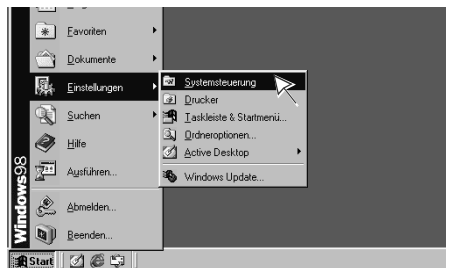 Favoriten
Dokumente
Einstellungen
Suchen
Hilfe
Ausführen...
Abmelden...
Beenden...
Systemsteuerung
Drucker
Taskleiste & Startmenü...
Ordneroptionen...
Active Desktop
Windows Update...
Windows98
Start